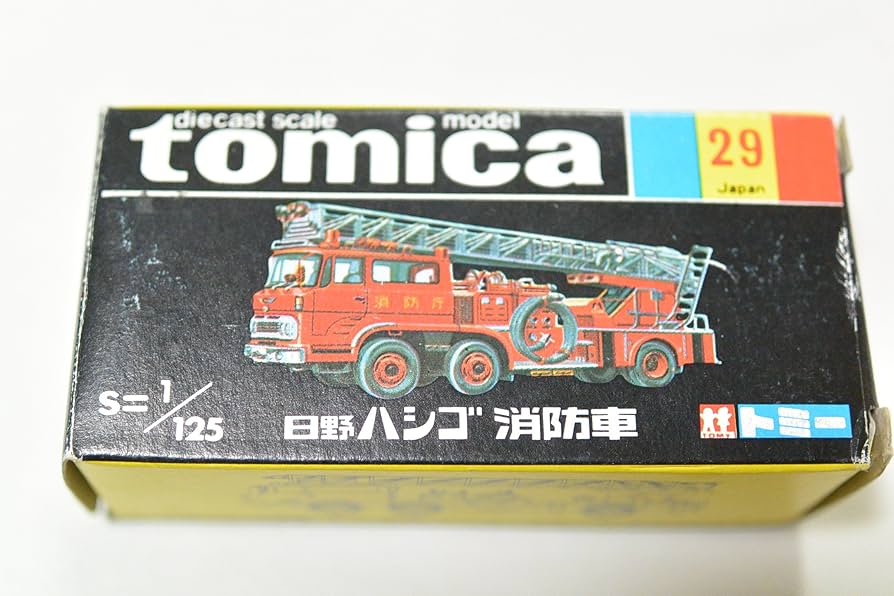 diecast scale model
tomica
29
Japan
消防庁
S=1/125
日野ハシゴ 消防車
TOMY
トミー